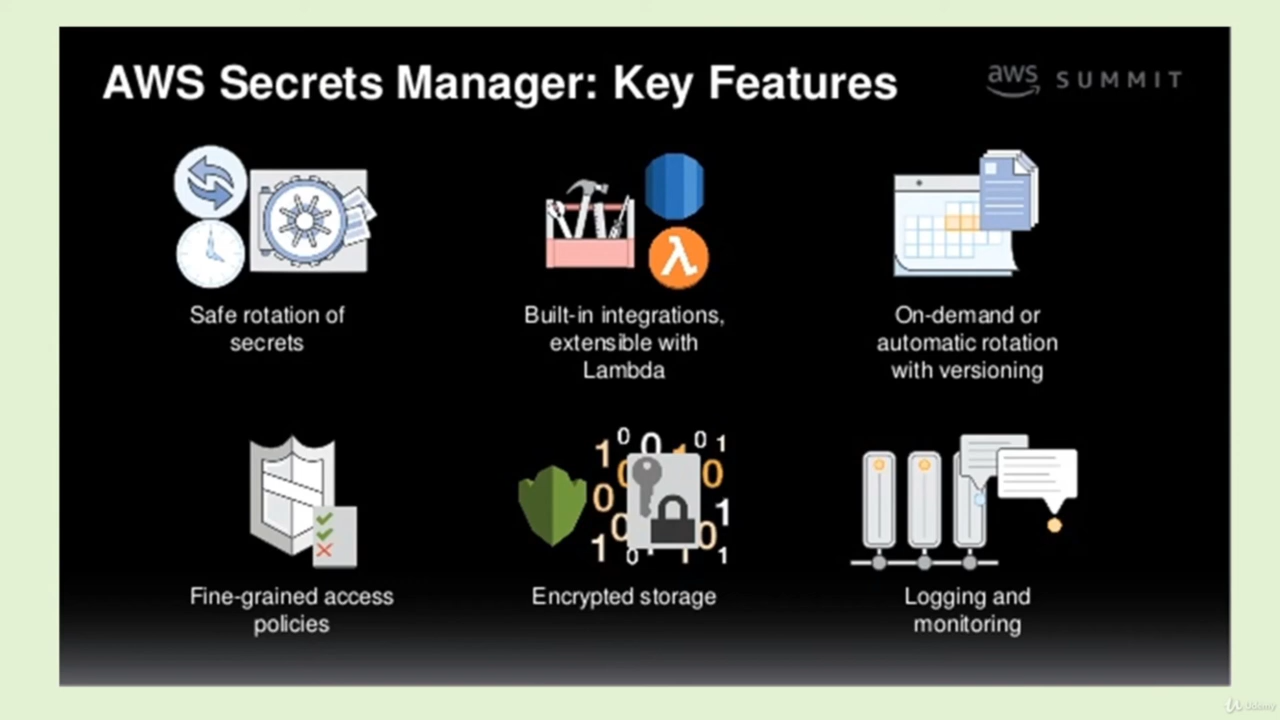 AWS Secrets Manager: Key Features
aws SUMMIT
Safe rotation of
secrets
Built-in integrations,
extensible with
Lambda
On-demand or
automatic rotation
with versioning
Fine-grained access
policies
Encrypted storage
Logging and
monitoring
Udemy